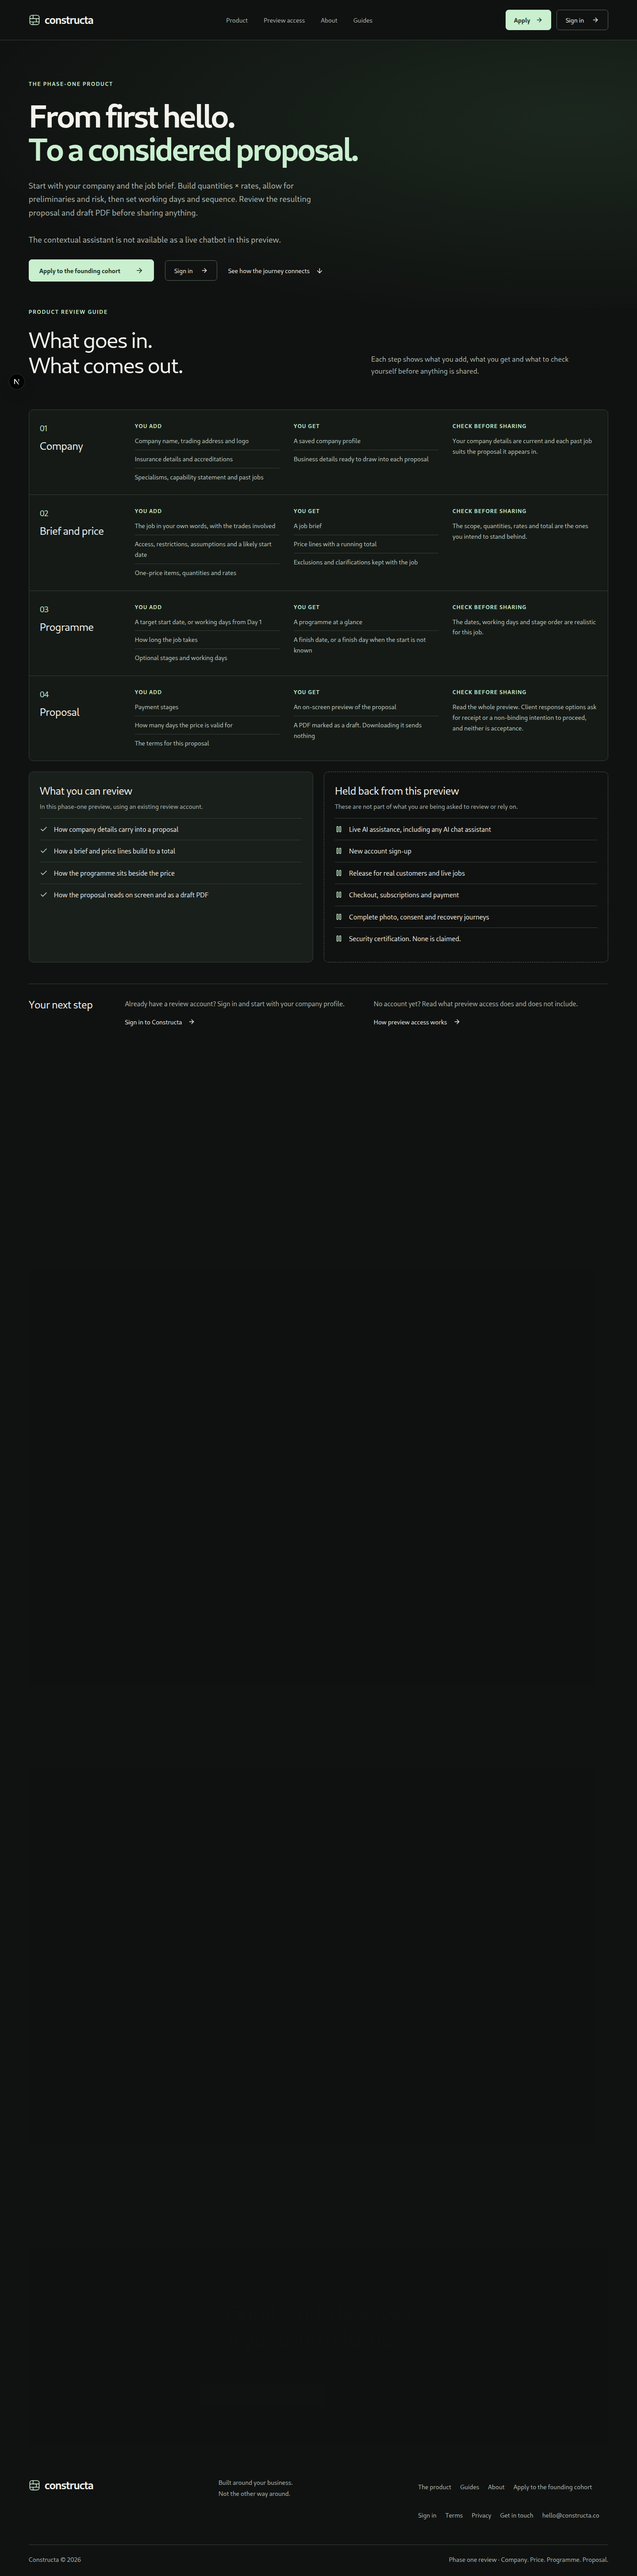 constructa
Product
Preview access
About
Guides
Apply
Sign in
THE PHASE-ONE PRODUCT
From first hello.
To a considered proposal.
Start with your company and the job brief. Build quantities × rates, allow for
preliminaries and risk, then set working days and sequence. Review the resulting
proposal and draft PDF before sharing anything.
The contextual assistant is not available as a live chatbot in this preview.
Apply to the founding cohort
Sign in
See how the journey connects
PRODUCT REVIEW GUIDE
What goes in.
What comes out.
Each step shows what you add, what you get and what to check
yourself before anything is shared.
N
01
Company
YOU ADD
Company name, trading address and logo
Insurance details and accreditations
Specialisms, capability statement and past jobs
YOU GET
A saved company profile
Business details ready to draw into each proposal
CHECK BEFORE SHARING
Your company details are current and each past job
suits the proposal it appears in.
02
Brief and price
YOU ADD
The job in your own words, with the trades involved
Access, restrictions, assumptions and a likely start
date
One-price items, quantities and rates
YOU GET
A job brief
Price lines with a running total
Exclusions and clarifications kept with the job
CHECK BEFORE SHARING
The scope, quantities, rates and total are the ones
you intend to stand behind.
03
Programme
YOU ADD
A target start date, or working days from Day 1
How long the job takes
Optional stages and working days
YOU GET
A programme at a glance
A finish date, or a finish day when the start is not
known
CHECK BEFORE SHARING
The dates, working days and stage order are realistic
for this job.
04
Proposal
YOU ADD
Payment stages
How many days the price is valid for
The terms for this proposal
YOU GET
An on-screen preview of the proposal
A PDF marked as a draft. Downloading it sends
nothing
CHECK BEFORE SHARING
Read the whole preview. Client response options ask
for receipt or a non-binding intention to proceed,
and neither is acceptance.
What you can review
In this phase-one preview, using an existing review account.
How company details carry into a proposal
How a brief and price lines build to a total
How the programme sits beside the price
How the proposal reads on screen and as a draft PDF
Held back from this preview
These are not part of what you are being asked to review or rely on.
Live AI assistance, including any AI chat assistant
New account sign-up
Release for real customers and live jobs
Checkout, subscriptions and payment
Complete photo, consent and recovery journeys
Security certification. None is claimed.
Your next step
Already have a review account? Sign in and start with your company profile.
Sign in to Constructa
No account yet? Read what preview access does and does not include.
How preview access works
constructa
Built around your business.
Not the other way around.
The product
Guides
About
Apply to the founding cohort
Sign in
Terms
Privacy
Get in touch
hello@constructa.co
Constructa © 2026
Phase one review · Company. Price. Programme. Proposal.